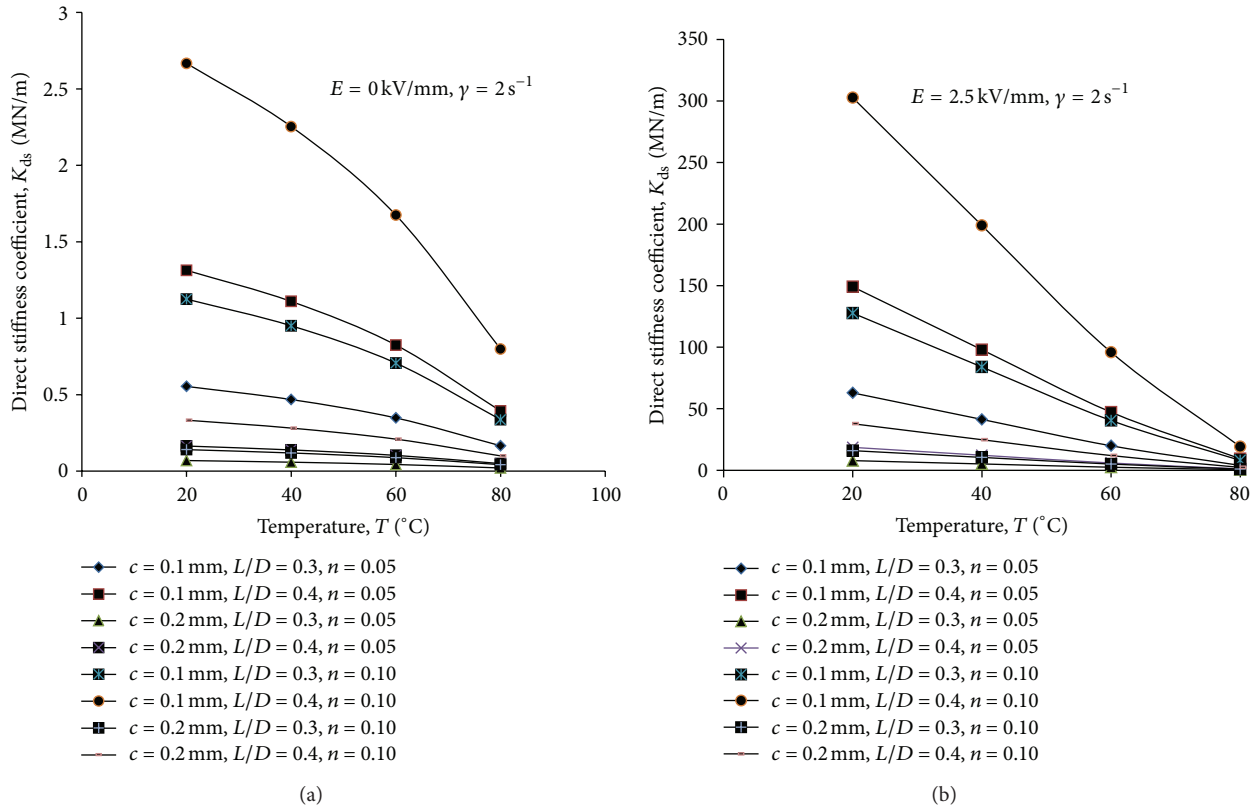 3
2.5
2
1.5
1
0.5
0
0
20
40
60
80
100
Direct stiffness coefficient, K_ds (MN/m)
E = 0 kV/mm, γ = 2 s⁻¹
Temperature, T (°C)
c = 0.1 mm, L/D = 0.3, n = 0.05
c = 0.1 mm, L/D = 0.4, n = 0.05
c = 0.2 mm, L/D = 0.3, n = 0.05
c = 0.2 mm, L/D = 0.4, n = 0.05
c = 0.1 mm, L/D = 0.3, n = 0.10
c = 0.1 mm, L/D = 0.4, n = 0.10
c = 0.2 mm, L/D = 0.3, n = 0.10
c = 0.2 mm, L/D = 0.4, n = 0.10
(a)
350
300
250
200
150
100
50
0
0
20
40
60
80
Direct stiffness coefficient, K_ds (MN/m)
E = 2.5 kV/mm, γ = 2 s⁻¹
Temperature, T (°C)
c = 0.1 mm, L/D = 0.3, n = 0.05
c = 0.1 mm, L/D = 0.4, n = 0.05
c = 0.2 mm, L/D = 0.3, n = 0.05
c = 0.2 mm, L/D = 0.4, n = 0.05
c = 0.1 mm, L/D = 0.3, n = 0.10
c = 0.1 mm, L/D = 0.4, n = 0.10
c = 0.2 mm, L/D = 0.3, n = 0.10
c = 0.2 mm, L/D = 0.4, n = 0.10
(b)